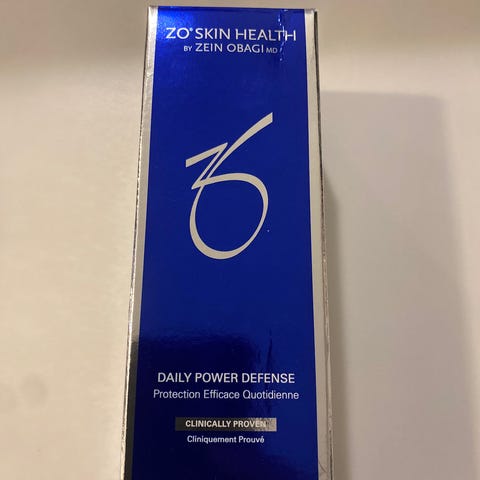 ZO® SKIN HEALTH
BY ZEIN OBAGI MD
DAILY POWER DEFENSE
Protection Efficace Quotidienne
CLINICALLY PROVEN
Cliniquement Prouvé